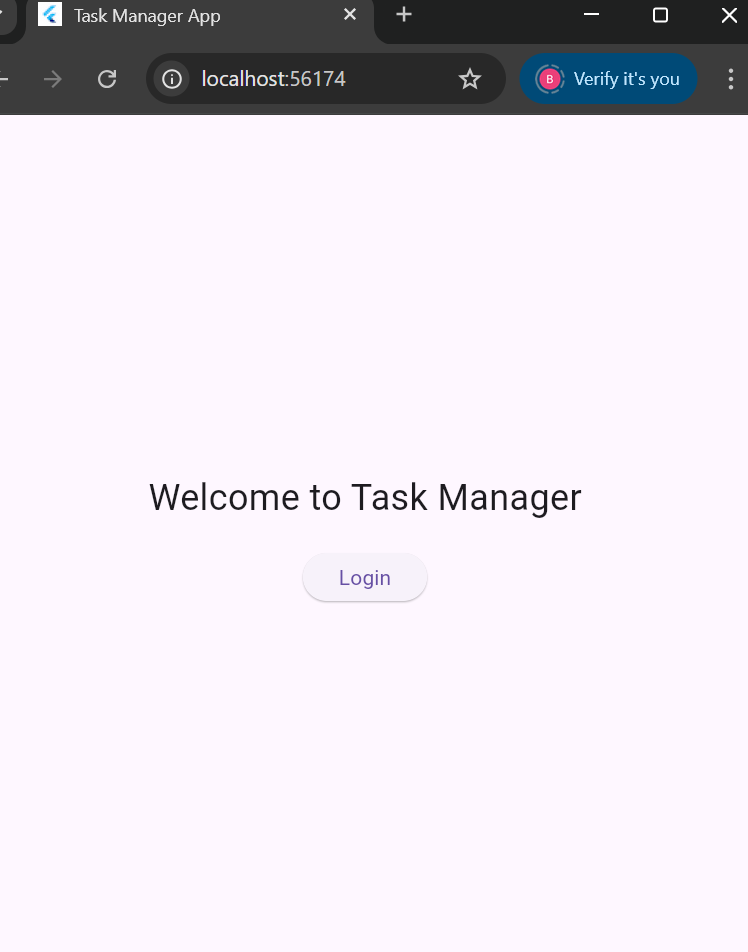 Task Manager App
localhost:56174
B
Verify it's you
Welcome to Task Manager
Login